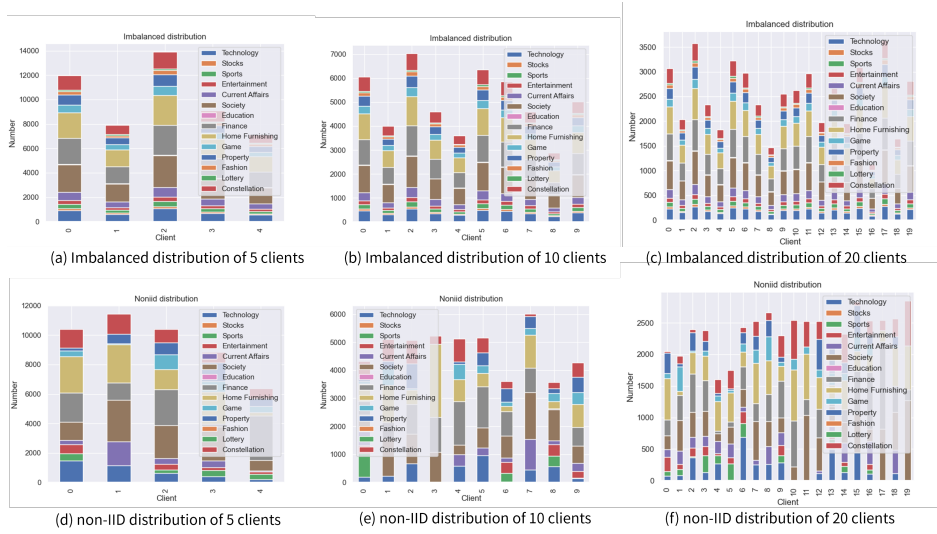 Imbalanced distribution
14000
12000
10000
8000
6000
4000
2000
0
Number
Technology
Stocks
Sports
Entertainment
Current Affairs
Education
Society
Finance
Home Furnishing
Game
Property
Fashion
Lottery
Constellation
0 1 2 3 4
Client
(a) Imbalanced distribution of 5 clients
Imbalanced distribution
7000
6000
5000
4000
3000
2000
1000
0
Number
Technology
Stocks
Sports
Entertainment
Current Affairs
Society
Education
Finance
Home Furnishing
Game
Property
Fashion
Lottery
Constellation
0 1 2 3 4 5 6 7 8 9
Client
(b) Imbalanced distribution of 10 clients
Imbalanced distribution
3500
3000
2500
2000
1500
1000
500
0
Number
Technology
Stocks
Sports
Entertainment
Current Affairs
Society
Education
Finance
Home Furnishing
Game
Property
Fashion
Lottery
Constellation
0 1 2 3 4 5 6 7 8 9 10 11 12 13 14 15 16 17 18 19
Client
(c) Imbalanced distribution of 20 clients
Noniid distribution
12000
10000
8000
6000
4000
2000
0
Number
Technology
Stocks
Sports
Entertainment
Current Affairs
Society
Education
Finance
Home Furnishing
Game
Property
Fashion
Lottery
Constellation
0 1 2 3 4
Client
(d) non-IID distribution of 5 clients
Noniid distribution
6000
5000
4000
3000
2000
1000
0
Number
Technology
Stocks
Sports
Entertainment
Current Affairs
Society
Education
Finance
Home Furnishing
Game
Property
Fashion
Lottery
Constellation
0 1 2 3 4 5 6 7 8 9
Client
(e) non-IID distribution of 10 clients
Noniid distribution
2500
2000
1500
1000
500
0
Number
Technology
Stocks
Sports
Entertainment
Current Affairs
Society
Education
Finance
Home Furnishing
Game
Property
Fashion
Lottery
Constellation
0 1 2 3 4 5 6 7 8 9 10 11 12 13 14 15 16 17 18 19
Client
(f) non-IID distribution of 20 clients